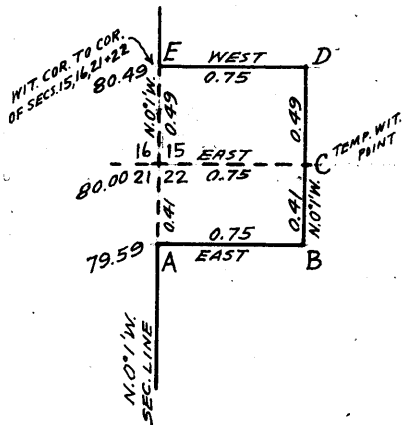 WIT. COR. TO COR.
OF SECS. 15,16,21+22
80.49
E
WEST
0.75
D
N.0°1'W.
0.49
0.49
16 15
EAST
C
TEMP. WIT.
POINT
80.00
21 22
0.75
0.41
0.41
N.0°1'W.
79.59
A
0.75
EAST
B
N.0°1'W.
SEC. LINE